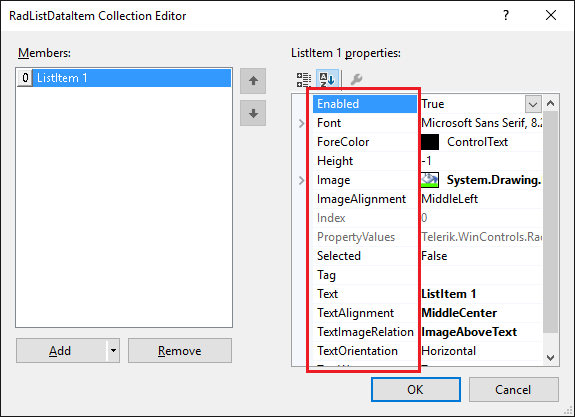 RadListDataItem Collection Editor
Members:
ListItem 1 properties:
0 ListItem 1
Enabled True
Font Microsoft Sans Serif, 8.2
ForeColor ControlText
Height -1
Image System.Drawing.
ImageAlignment MiddleLeft
Index 0
PropertyValues Telerik.WinControls.Rad
Selected False
Tag
Text ListItem 1
TextAlignment MiddleCenter
TextImageRelation ImageAboveText
TextOrientation Horizontal
Add
Remove
OK
Cancel